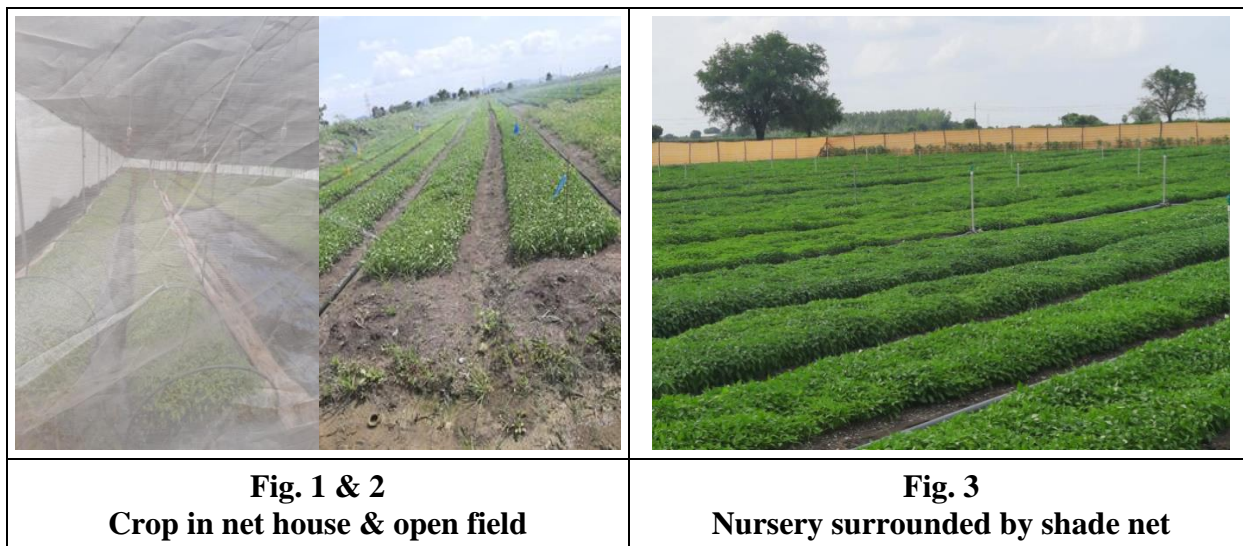 Fig. 1 & 2
Crop in net house & open field
Fig. 3
Nursery surrounded by shade net